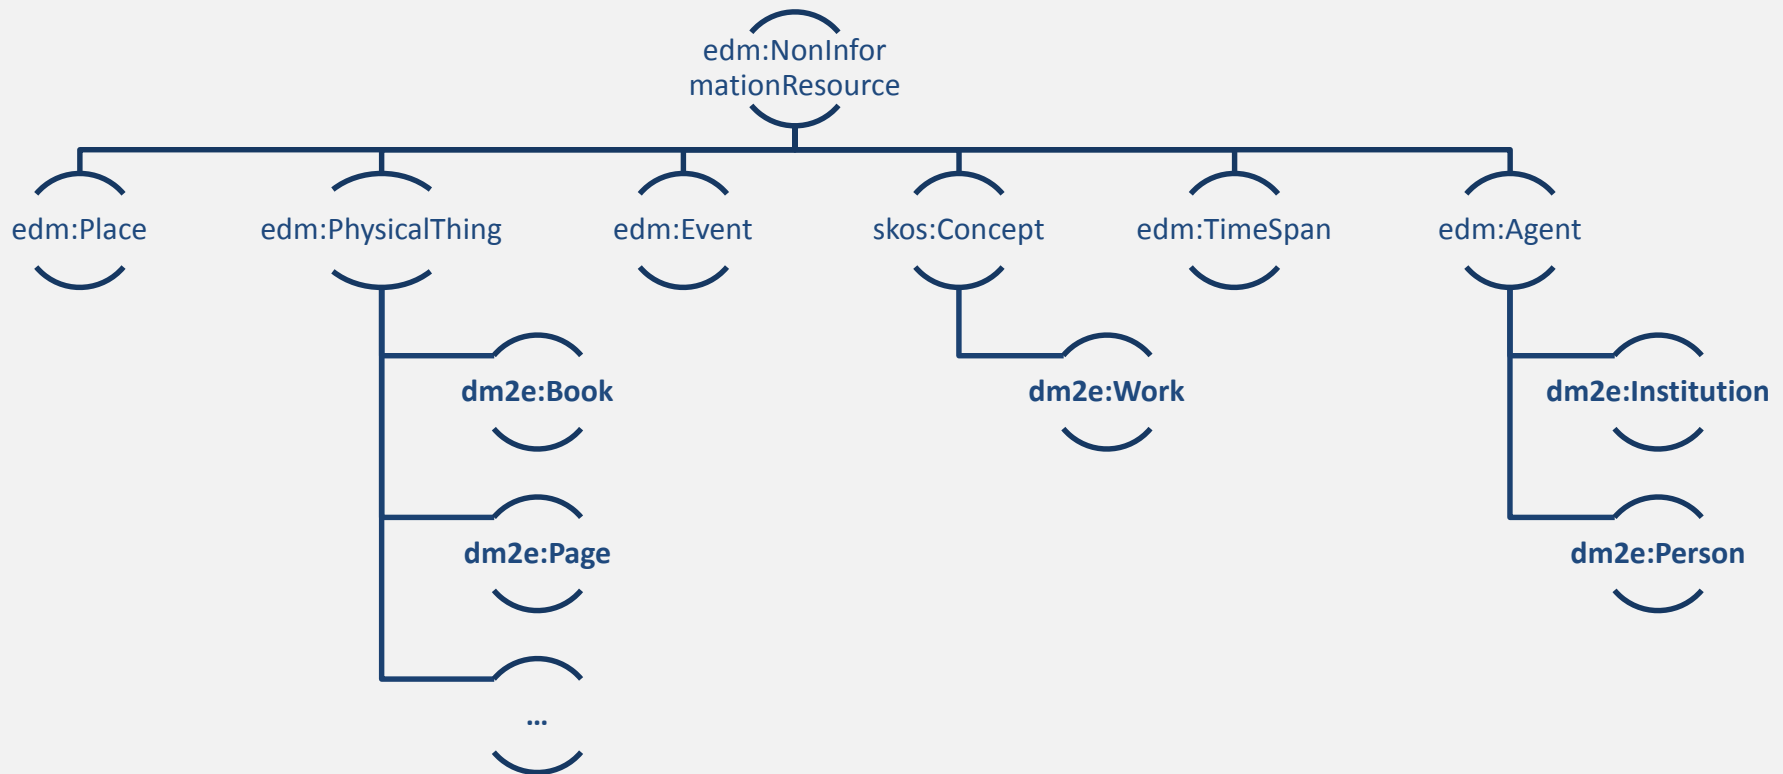 edm:NonInfor
mationResource
edm:Place
edm:PhysicalThing
edm:Event
skos:Concept
edm:TimeSpan
edm:Agent
dm2e:Book
dm2e:Work
dm2e:Institution
dm2e:Page
dm2e:Person
...